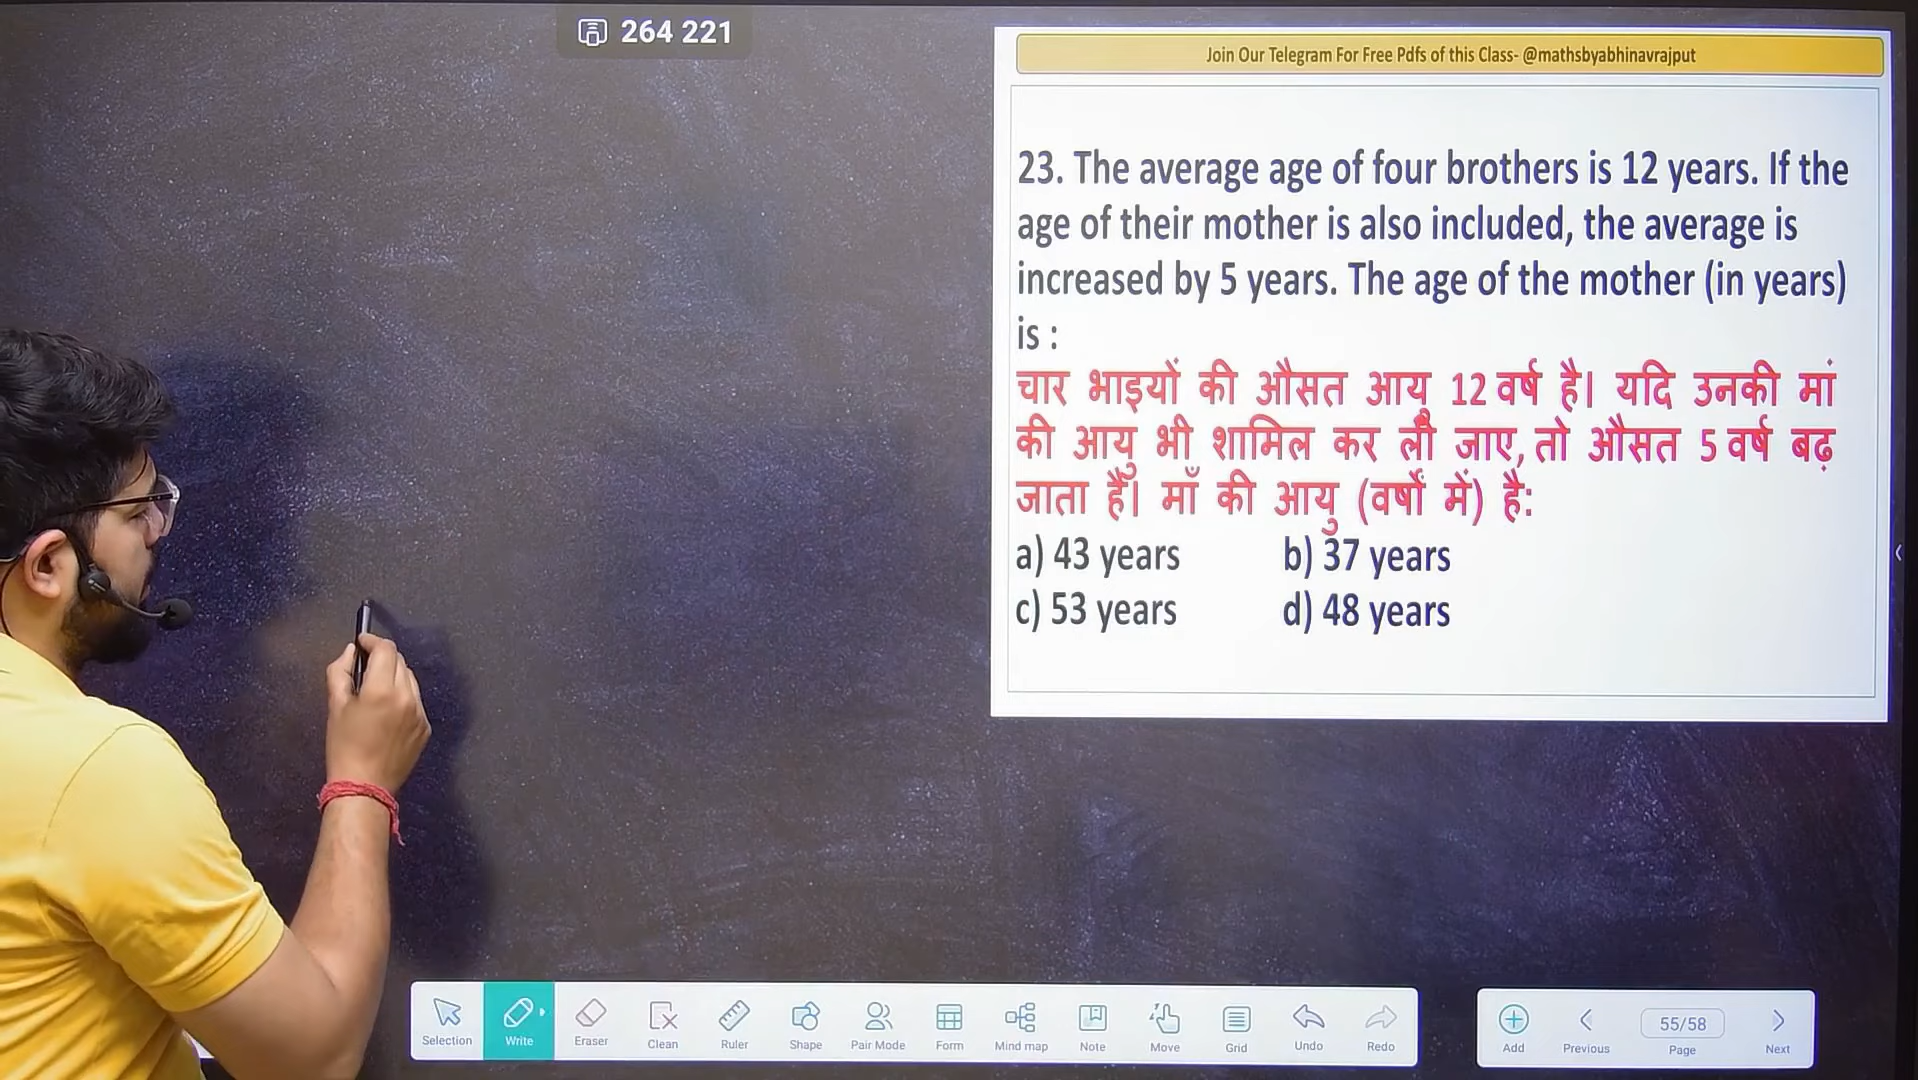 264 221
Join Our Telegram For Free Pdfs of this Class- @mathsbyabhinavrajput
23. The average age of four brothers is 12 years. If the
age of their mother is also included, the average is
increased by 5 years. The age of the mother (in years)
is :
चार भाइयों की औसत आयु 12 वर्ष है। यदि उनकी मां
की आयु भी शामिल कर ली जाए, तो औसत 5 वर्ष बढ़
जाता है। माँ की आयु (वर्षों में) है:
a) 43 years b) 37 years
c) 53 years d) 48 years
Selection Write Eraser Clean Ruler Shape Pair Mode Form Mind map Note Move Grid Undo Redo
55/58
Add Previous Page Next